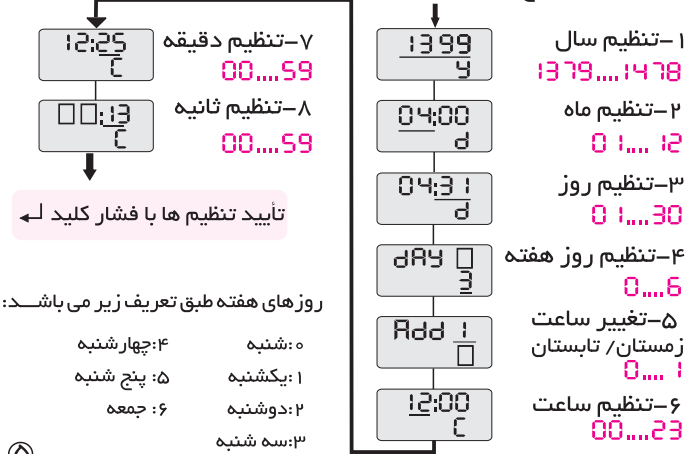 ۱-تنظیم سال
1379....1478
1399
y
۲-تنظیم ماه
01....12
04:00
d
۳-تنظیم روز
01....30
04:31
d
۴-تنظیم روز هفته
0....6
dAY
3
۵-تغییر ساعت
زمستان/ تابستان
0....1
Add 1
۶-تنظیم ساعت
00....23
12:00
C
۷-تنظیم دقیقه
00....59
12:25
C
۸-تنظیم ثانیه
00....59
:13
C
تأیید تنظیم ها با فشار کلید
روزهای هفته طبق تعریف زیر می باشــد:
۰:شنبه
۱:یکشنبه
۲:دوشنبه
۳:سه شنبه
۴:چهارشنبه
۵: پنج شنبه
۶: جمعه